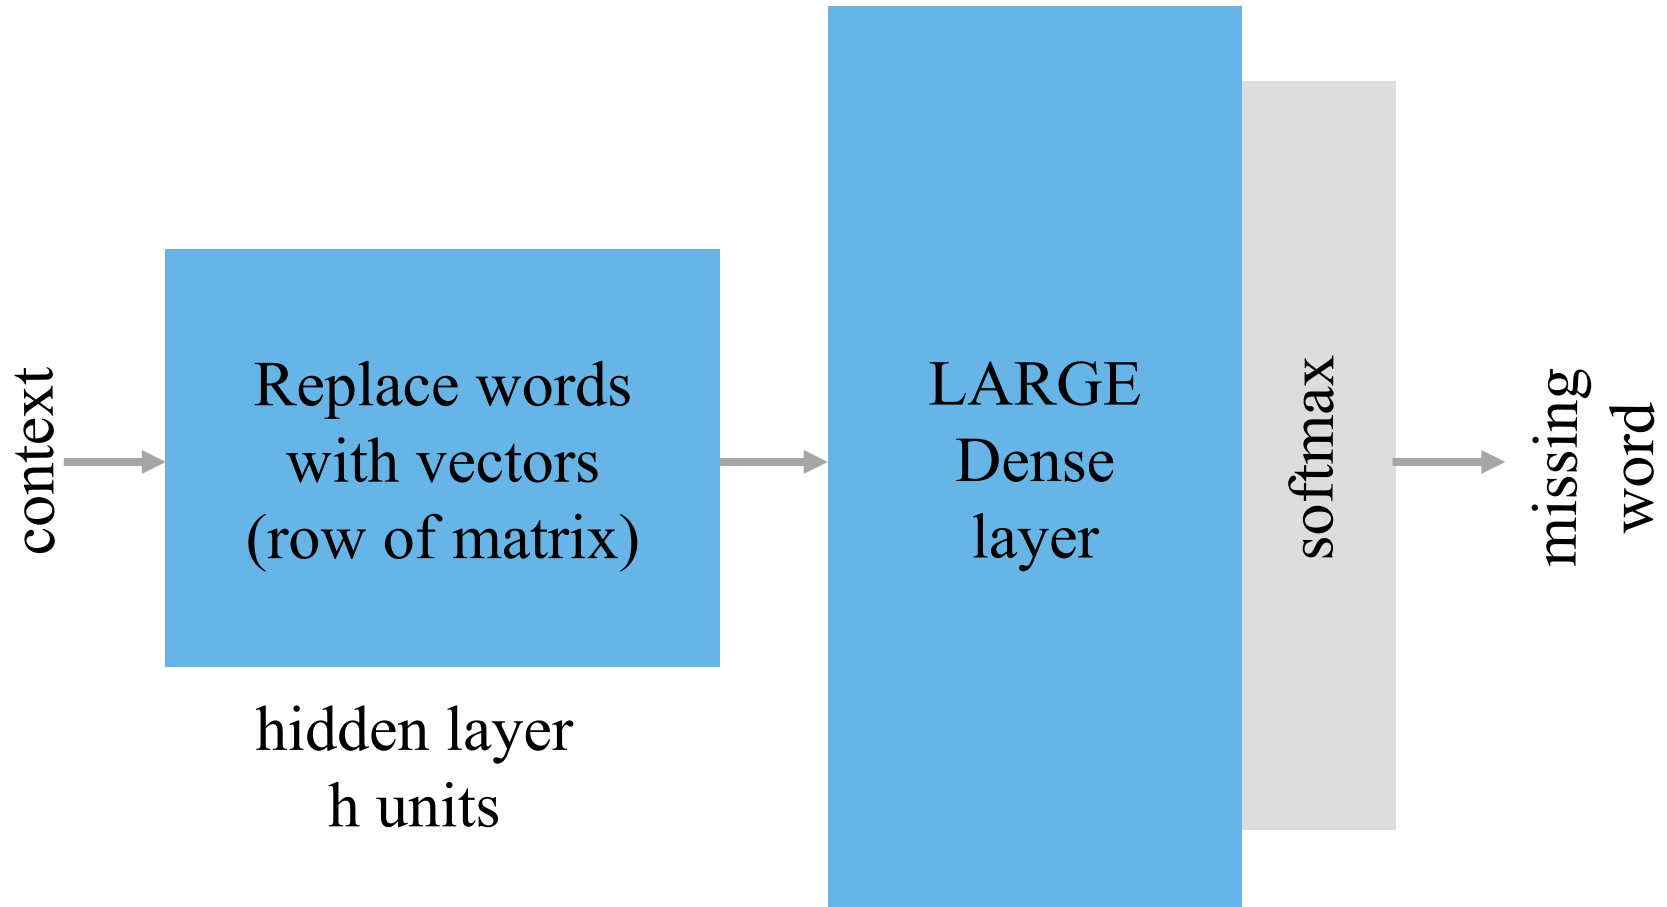 context
Replace words
with vectors
(row of matrix)
hidden layer
h units
LARGE
Dense
layer
softmax
missing
word